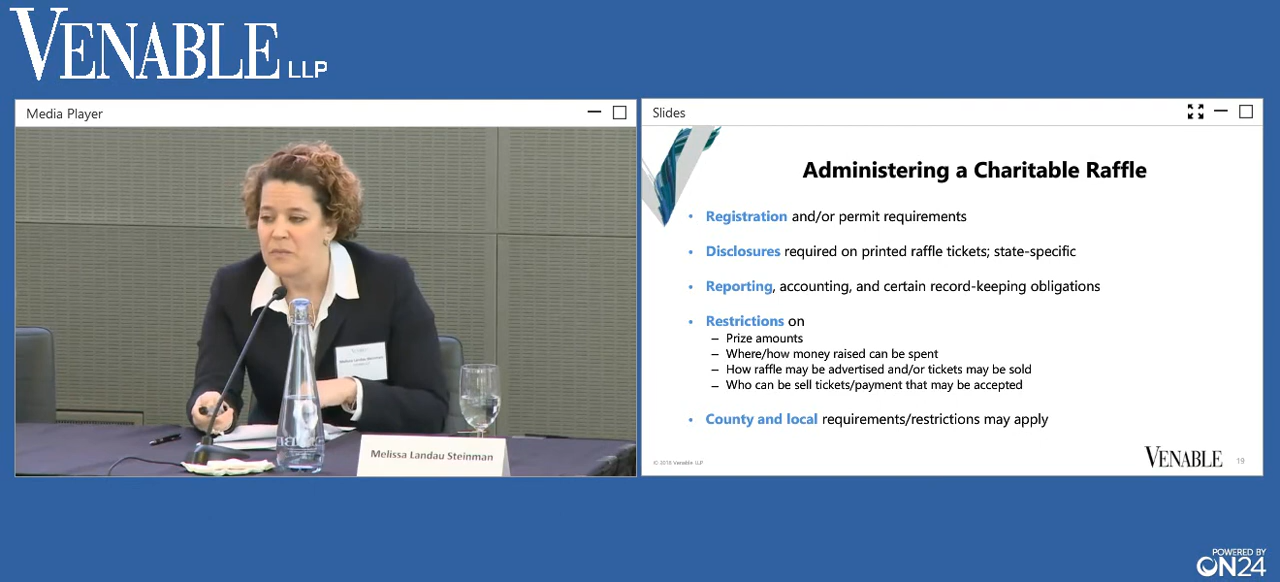 VENABLE LLP
Media Player
Slides
Administering a Charitable Raffle
• Registration and/or permit requirements
• Disclosures required on printed raffle tickets; state-specific
• Reporting, accounting, and certain record-keeping obligations
• Restrictions on
– Prize amounts
– Where/how money raised can be spent
– How raffle may be advertised and/or tickets may be sold
– Who can be sell tickets/payment that may be accepted
• County and local requirements/restrictions may apply
© 2016 Venable LLP
VENABLE
19
Melissa Landau Steinman
Melissa Landau Steinman
POWERED BY
ON24